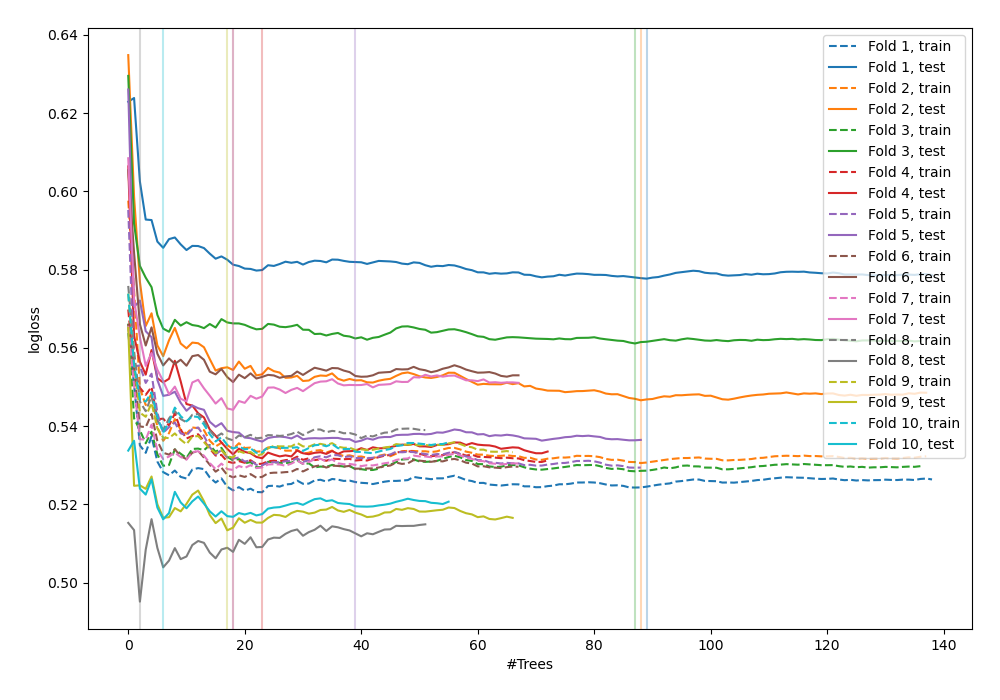 0.64
0.62
0.60
0.58
0.56
0.54
0.52
0.50
logloss
0
20
40
60
80
100
120
140
#Trees
Fold 1, train
Fold 1, test
Fold 2, train
Fold 2, test
Fold 3, train
Fold 3, test
Fold 4, train
Fold 4, test
Fold 5, train
Fold 5, test
Fold 6, train
Fold 6, test
Fold 7, train
Fold 7, test
Fold 8, train
Fold 8, test
Fold 9, train
Fold 9, test
Fold 10, train
Fold 10, test